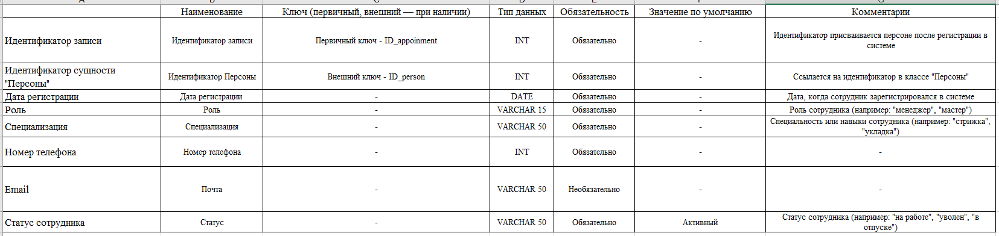 Наименование Ключ (первичный, внешний — при наличии) Тип данных Обязательность Значение по умолчанию Комментарии
Идентификатор записи Идентификатор записи Первичный ключ - ID_appoinment INT Обязательно - Идентификатор присваивается персоне после регистрации в
системе
Идентификатор сущности
"Персоны" Идентификатор Персоны Внешний ключ - ID_person INT Обязательно - Ссылается на идентификатор в классе "Персоны"
Дата регистрации Дата регистрации - DATE Обязательно - Дата, когда сотрудник зарегистрировался в системе
Роль Роль - VARCHAR 15 Обязательно - Роль сотрудника (например: "менеджер", "мастер")
Специализация Специализация - VARCHAR 50 Обязательно - Специальность или навыки сотрудника (например: "стрижка",
"укладка")
Номер телефона Номер телефона - INT Обязательно - -
Email Почта - VARCHAR 50 Необязательно - -
Статус сотрудника Статус - VARCHAR 50 Обязательно Активный Статус сотрудника (например: "на работе", "уволен", "в
отпуске")